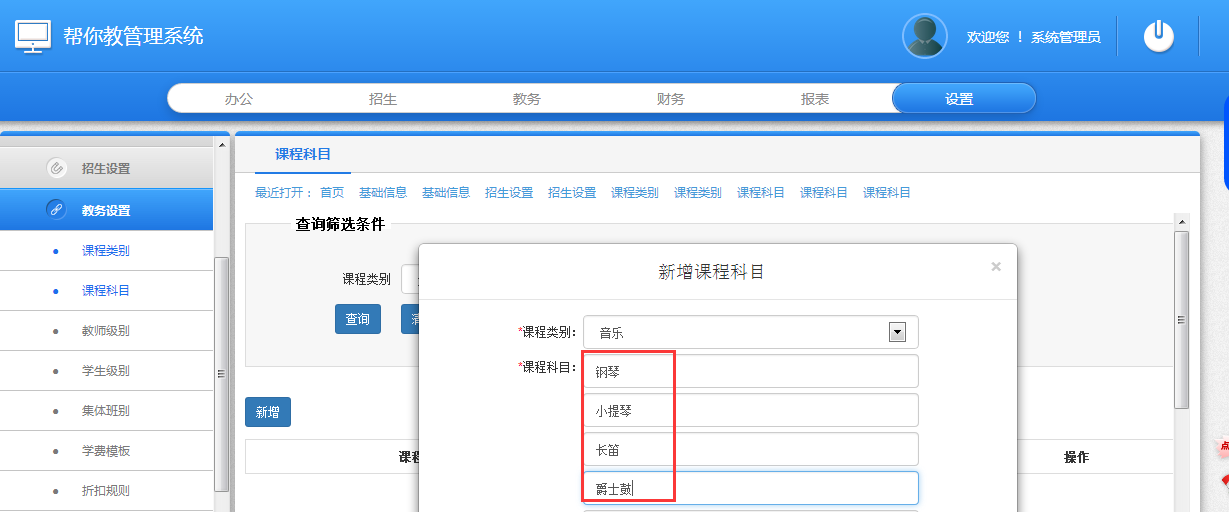 帮你教管理系统
欢迎您 ！ 系统管理员
办公 招生 教务 财务 报表 设置
招生设置
教务设置
课程类别
课程科目
教师级别
学生级别
集体班别
学费模板
折扣规则
课程科目
最近打开： 首页 基础信息 基础信息 招生设置 招生设置 课程类别 课程类别 课程科目 课程科目 课程科目
查询筛选条件
课程类别
查询
新增
操作
新增课程科目 ×
*课程类别： 音乐
*课程科目： 钢琴
小提琴
长笛
爵士鼓